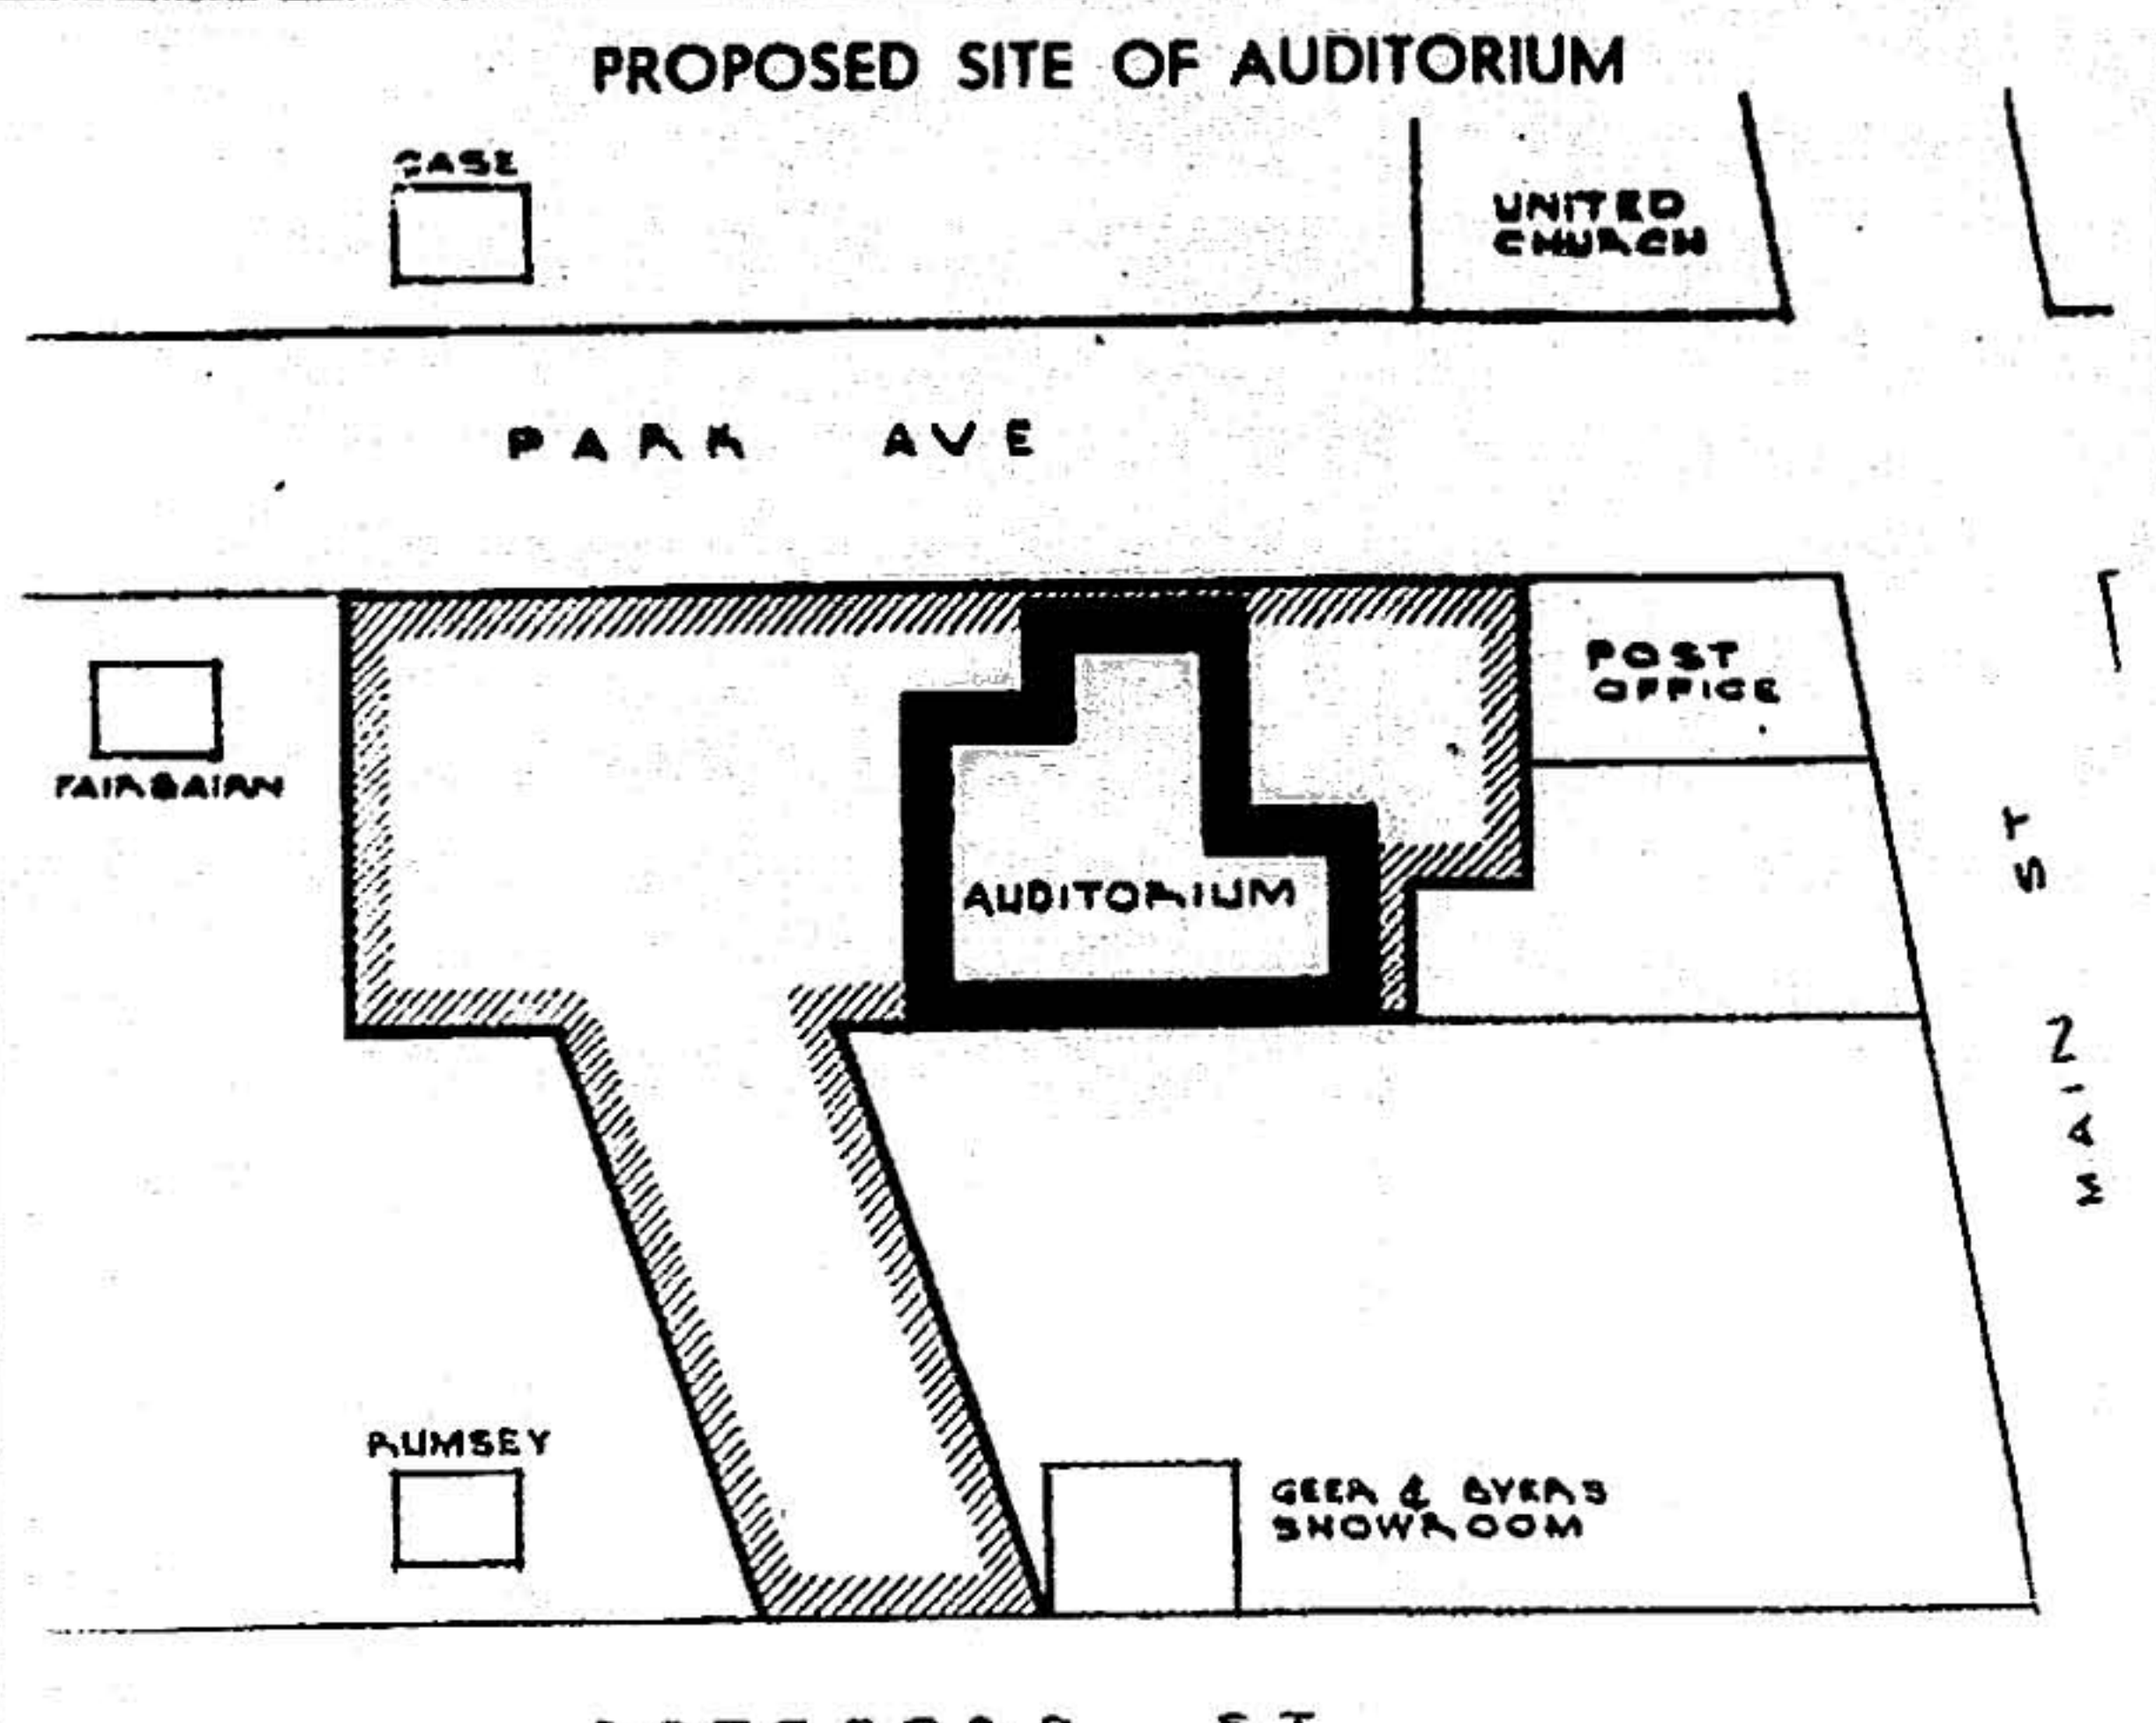 PROPOSED SITE OF AUDITORIUM
CASE
UNITED
CHURCH
PARK AVE
POST
OFFICE
FAIRBAIRN
AUDITORIUM
MAIN ST
RUMSEY
GEER & BYERS
SHOWROOM
ST